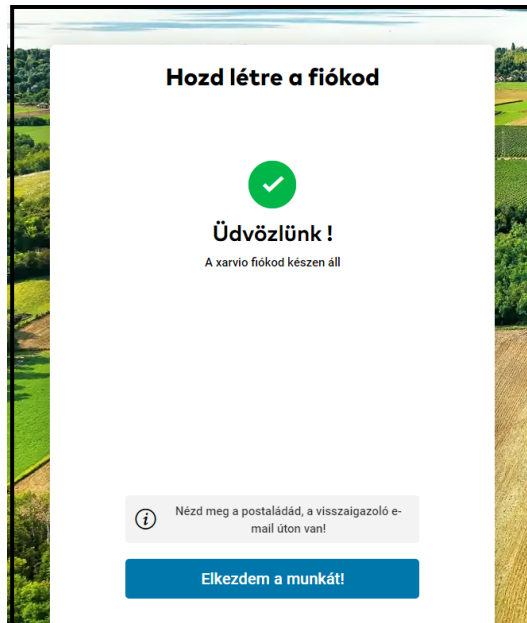 Hozd létre a fiókod
Üdvözlünk !
A xarvio fiókod készen áll
Nézd meg a postaládád, a visszaigazoló e-
mail úton van!
Elkezdem a munkát!